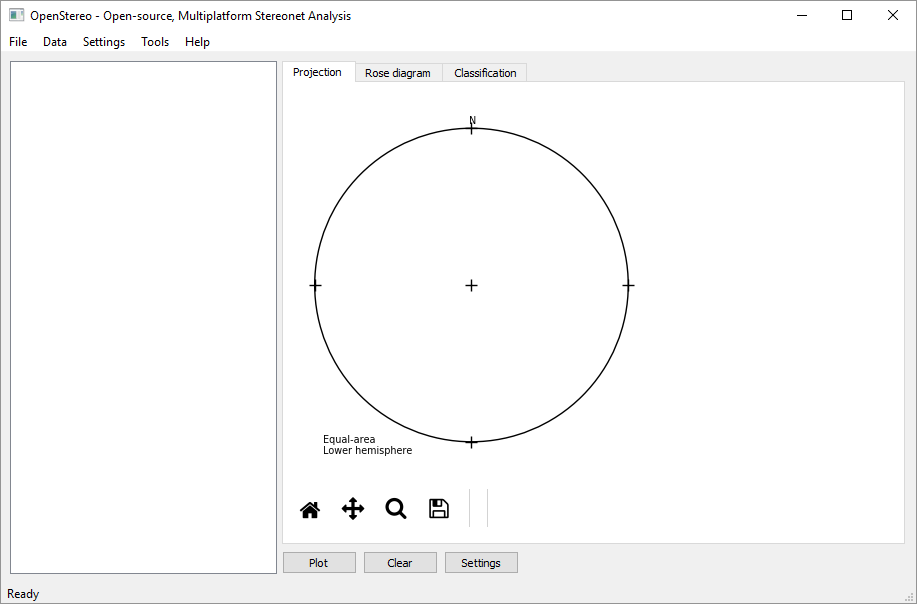 OpenStereo - Open-source, Multiplatform Stereonet Analysis
File Data Settings Tools Help
Projection Rose diagram Classification
N
Equal-area
Lower hemisphere
Plot Clear Settings
Ready